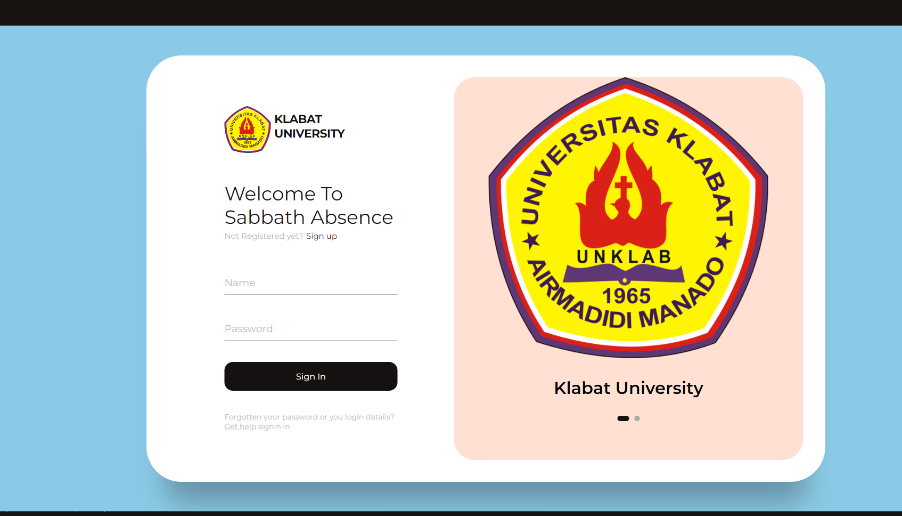 KLABAT
UNIVERSITY
Welcome To
Sabbath Absence
Not Registered yet? Sign up
Name
Password
Sign In
Forgotten your password or you login datails?
Get help signin in
UNIVERSITAS KLABAT
UNKLAB
1965
★ AIRMADIDI MANADO ★
Klabat University